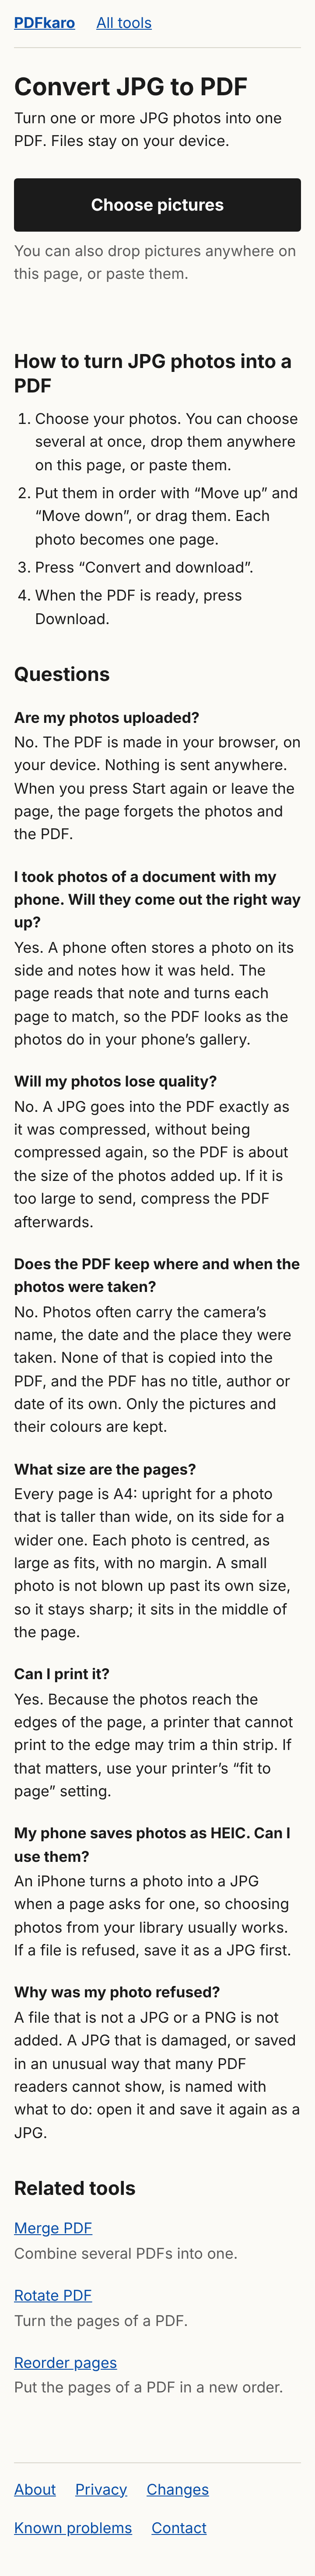 PDFkaro All tools
Convert JPG to PDF
Turn one or more JPG photos into one
PDF. Files stay on your device.
Choose pictures
You can also drop pictures anywhere on
this page, or paste them.
How to turn JPG photos into a
PDF
1. Choose your photos. You can choose
several at once, drop them anywhere
on this page, or paste them.
2. Put them in order with “Move up” and
“Move down”, or drag them. Each
photo becomes one page.
3. Press “Convert and download”.
4. When the PDF is ready, press
Download.
Questions
Are my photos uploaded?
No. The PDF is made in your browser, on
your device. Nothing is sent anywhere.
When you press Start again or leave the
page, the page forgets the photos and
the PDF.
I took photos of a document with my
phone. Will they come out the right way
up?
Yes. A phone often stores a photo on its
side and notes how it was held. The
page reads that note and turns each
page to match, so the PDF looks as the
photos do in your phone’s gallery.
Will my photos lose quality?
No. A JPG goes into the PDF exactly as
it was compressed, without being
compressed again, so the PDF is about
the size of the photos added up. If it is
too large to send, compress the PDF
afterwards.
Does the PDF keep where and when the
photos were taken?
No. Photos often carry the camera’s
name, the date and the place they were
taken. None of that is copied into the
PDF, and the PDF has no title, author or
date of its own. Only the pictures and
their colours are kept.
What size are the pages?
Every page is A4: upright for a photo
that is taller than wide, on its side for a
wider one. Each photo is centred, as
large as fits, with no margin. A small
photo is not blown up past its own size,
so it stays sharp; it sits in the middle of
the page.
Can I print it?
Yes. Because the photos reach the
edges of the page, a printer that cannot
print to the edge may trim a thin strip. If
that matters, use your printer’s “fit to
page” setting.
My phone saves photos as HEIC. Can I
use them?
An iPhone turns a photo into a JPG
when a page asks for one, so choosing
photos from your library usually works.
If a file is refused, save it as a JPG first.
Why was my photo refused?
A file that is not a JPG or a PNG is not
added. A JPG that is damaged, or saved
in an unusual way that many PDF
readers cannot show, is named with
what to do: open it and save it again as a
JPG.
Related tools
Merge PDF
Combine several PDFs into one.
Rotate PDF
Turn the pages of a PDF.
Reorder pages
Put the pages of a PDF in a new order.
About Privacy Changes
Known problems Contact